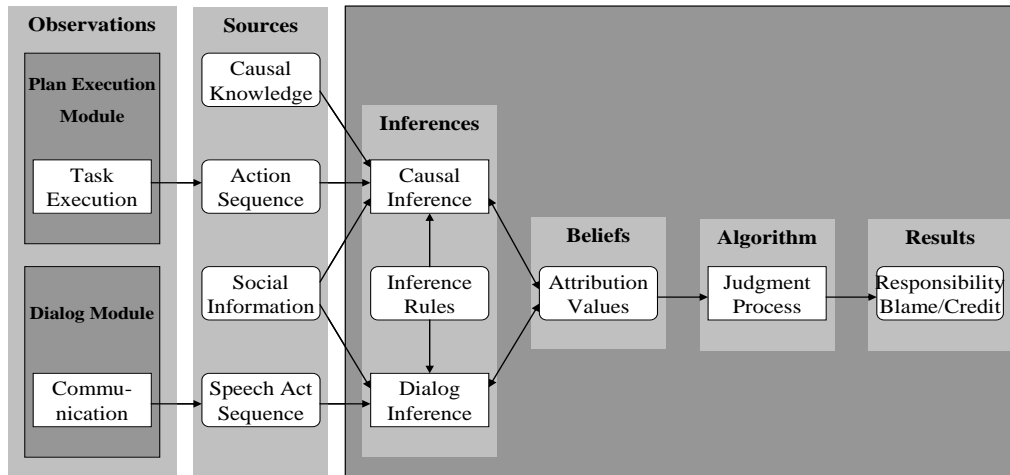 Observations
Plan Execution
Module
Task
Execution
Dialog Module
Commu-
nication
Sources
Causal
Knowledge
Action
Sequence
Social
Information
Speech Act
Sequence
Inferences
Causal
Inference
Inference
Rules
Dialog
Inference
Beliefs
Attribution
Values
Algorithm
Judgment
Process
Results
Responsibility
Blame/Credit